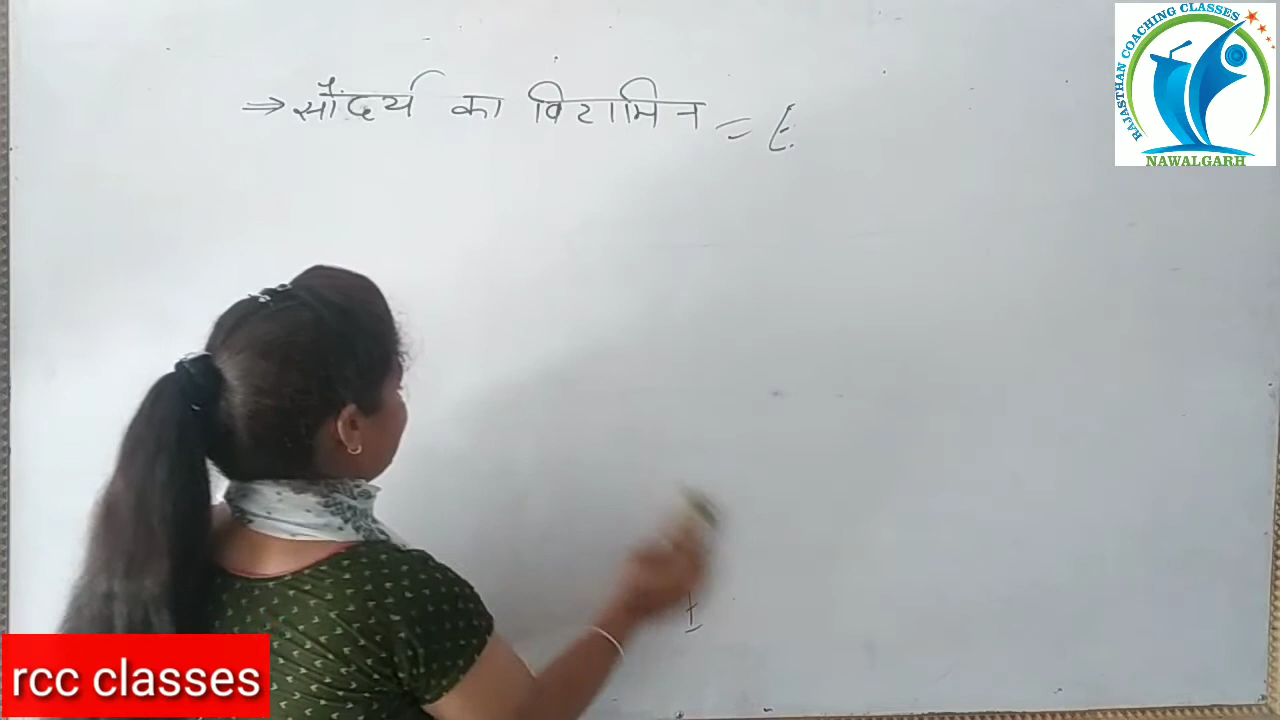 ⇒ सौंदर्य का विटामिन = E
RAJASTHAN COACHING CLASSES
NAWALGARH
rcc classes